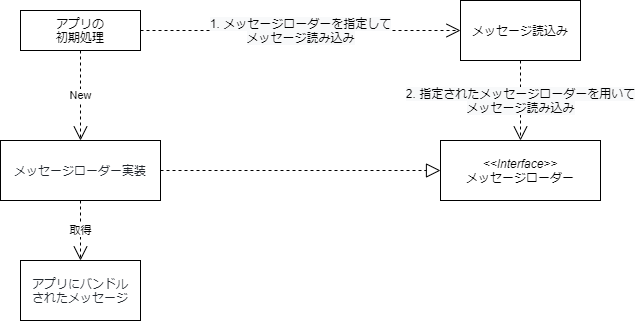 アプリの
初期処理
1. メッセージローダーを指定して
メッセージ読み込み
メッセージ読込み
New
2. 指定されたメッセージローダーを用いて
メッセージ読み込み
メッセージローダー実装
<<Interface>>
メッセージローダー
取得
アプリにバンドル
されたメッセージ